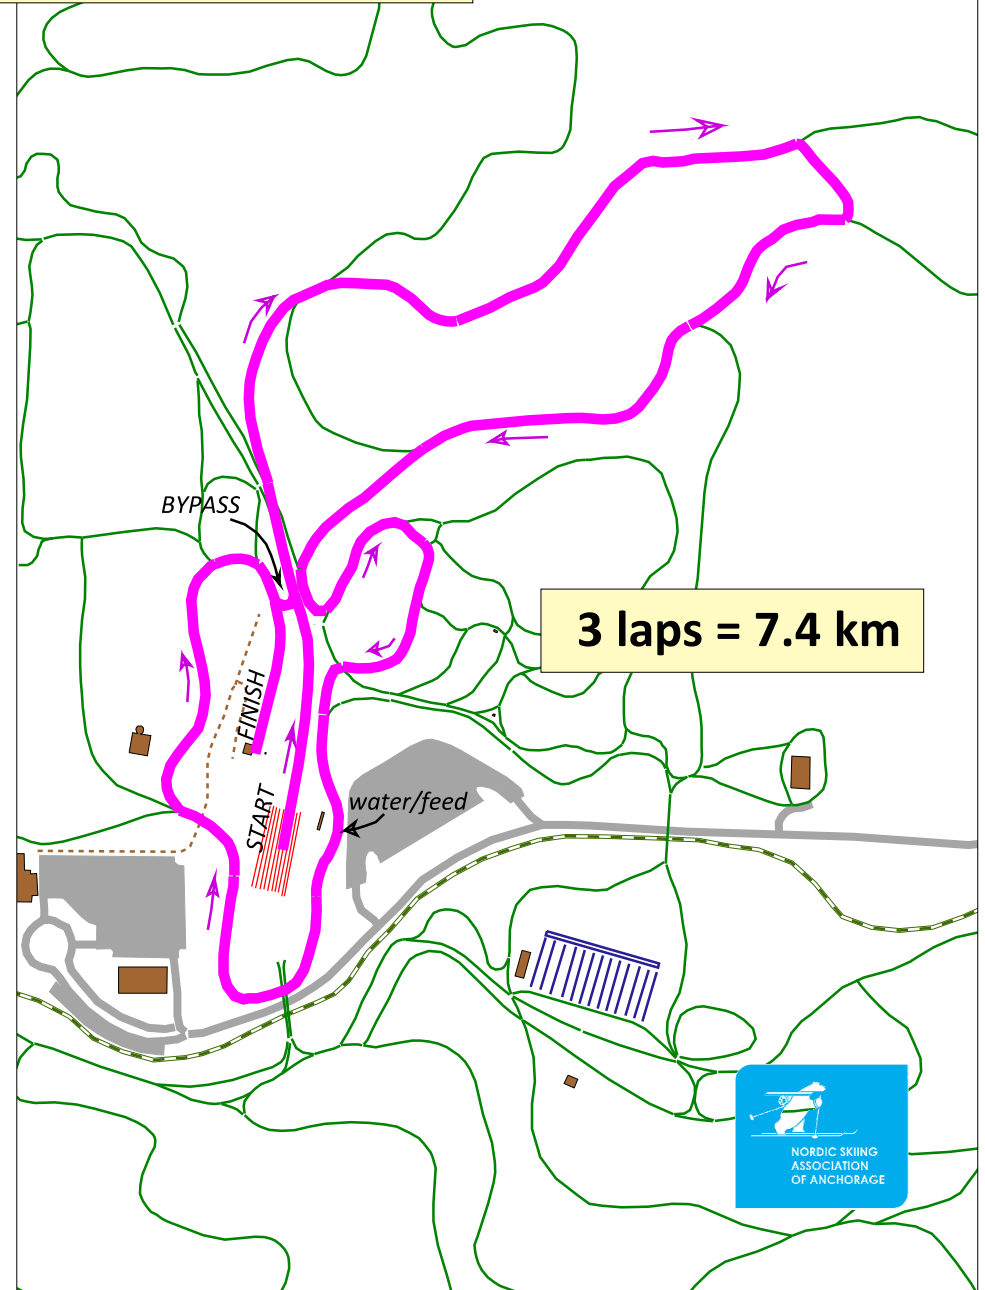 BYPASS
3 laps = 7.4 km
FINISH
START
water/feed
NORDIC SKIING
ASSOCIATION
OF ANCHORAGE